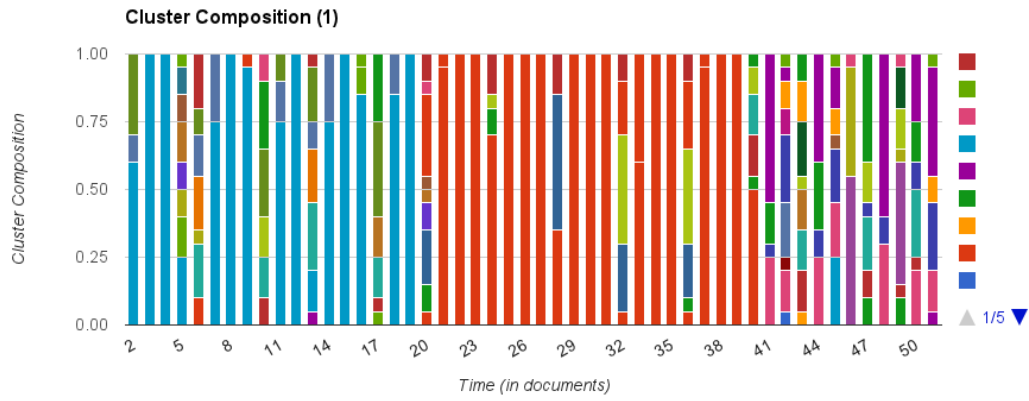 Cluster Composition (1)
Cluster Composition
1.00
0.75
0.50
0.25
0.00
2 5 8 11 14 17 20 23 26 29 32 35 38 41 44 47 50
1/5
Time (in documents)